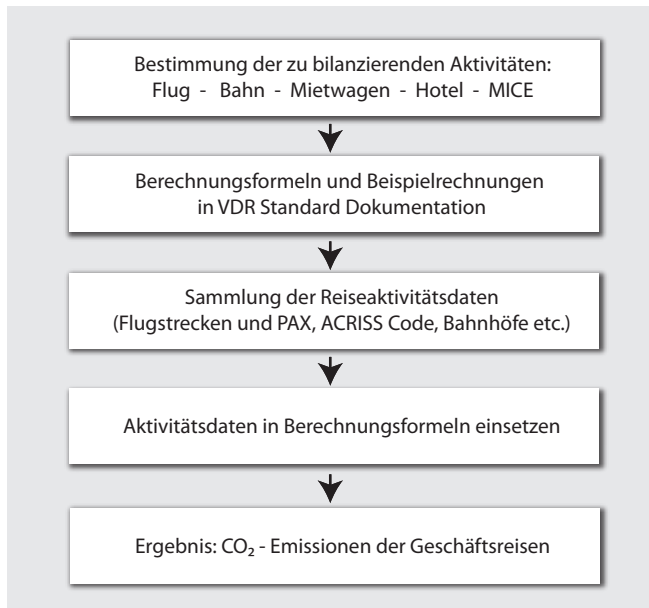 Bestimmung der zu bilanzierenden Aktivitäten:
Flug - Bahn - Mietwagen - Hotel - MICE
Berechnungsformeln und Beispielrechnungen
in VDR Standard Dokumentation
Sammlung der Reiseaktivitätsdaten
(Flugstrecken und PAX, ACRISS Code, Bahnhöfe etc.)
Aktivitätsdaten in Berechnungsformeln einsetzen
Ergebnis: CO₂ - Emissionen der Geschäftsreisen